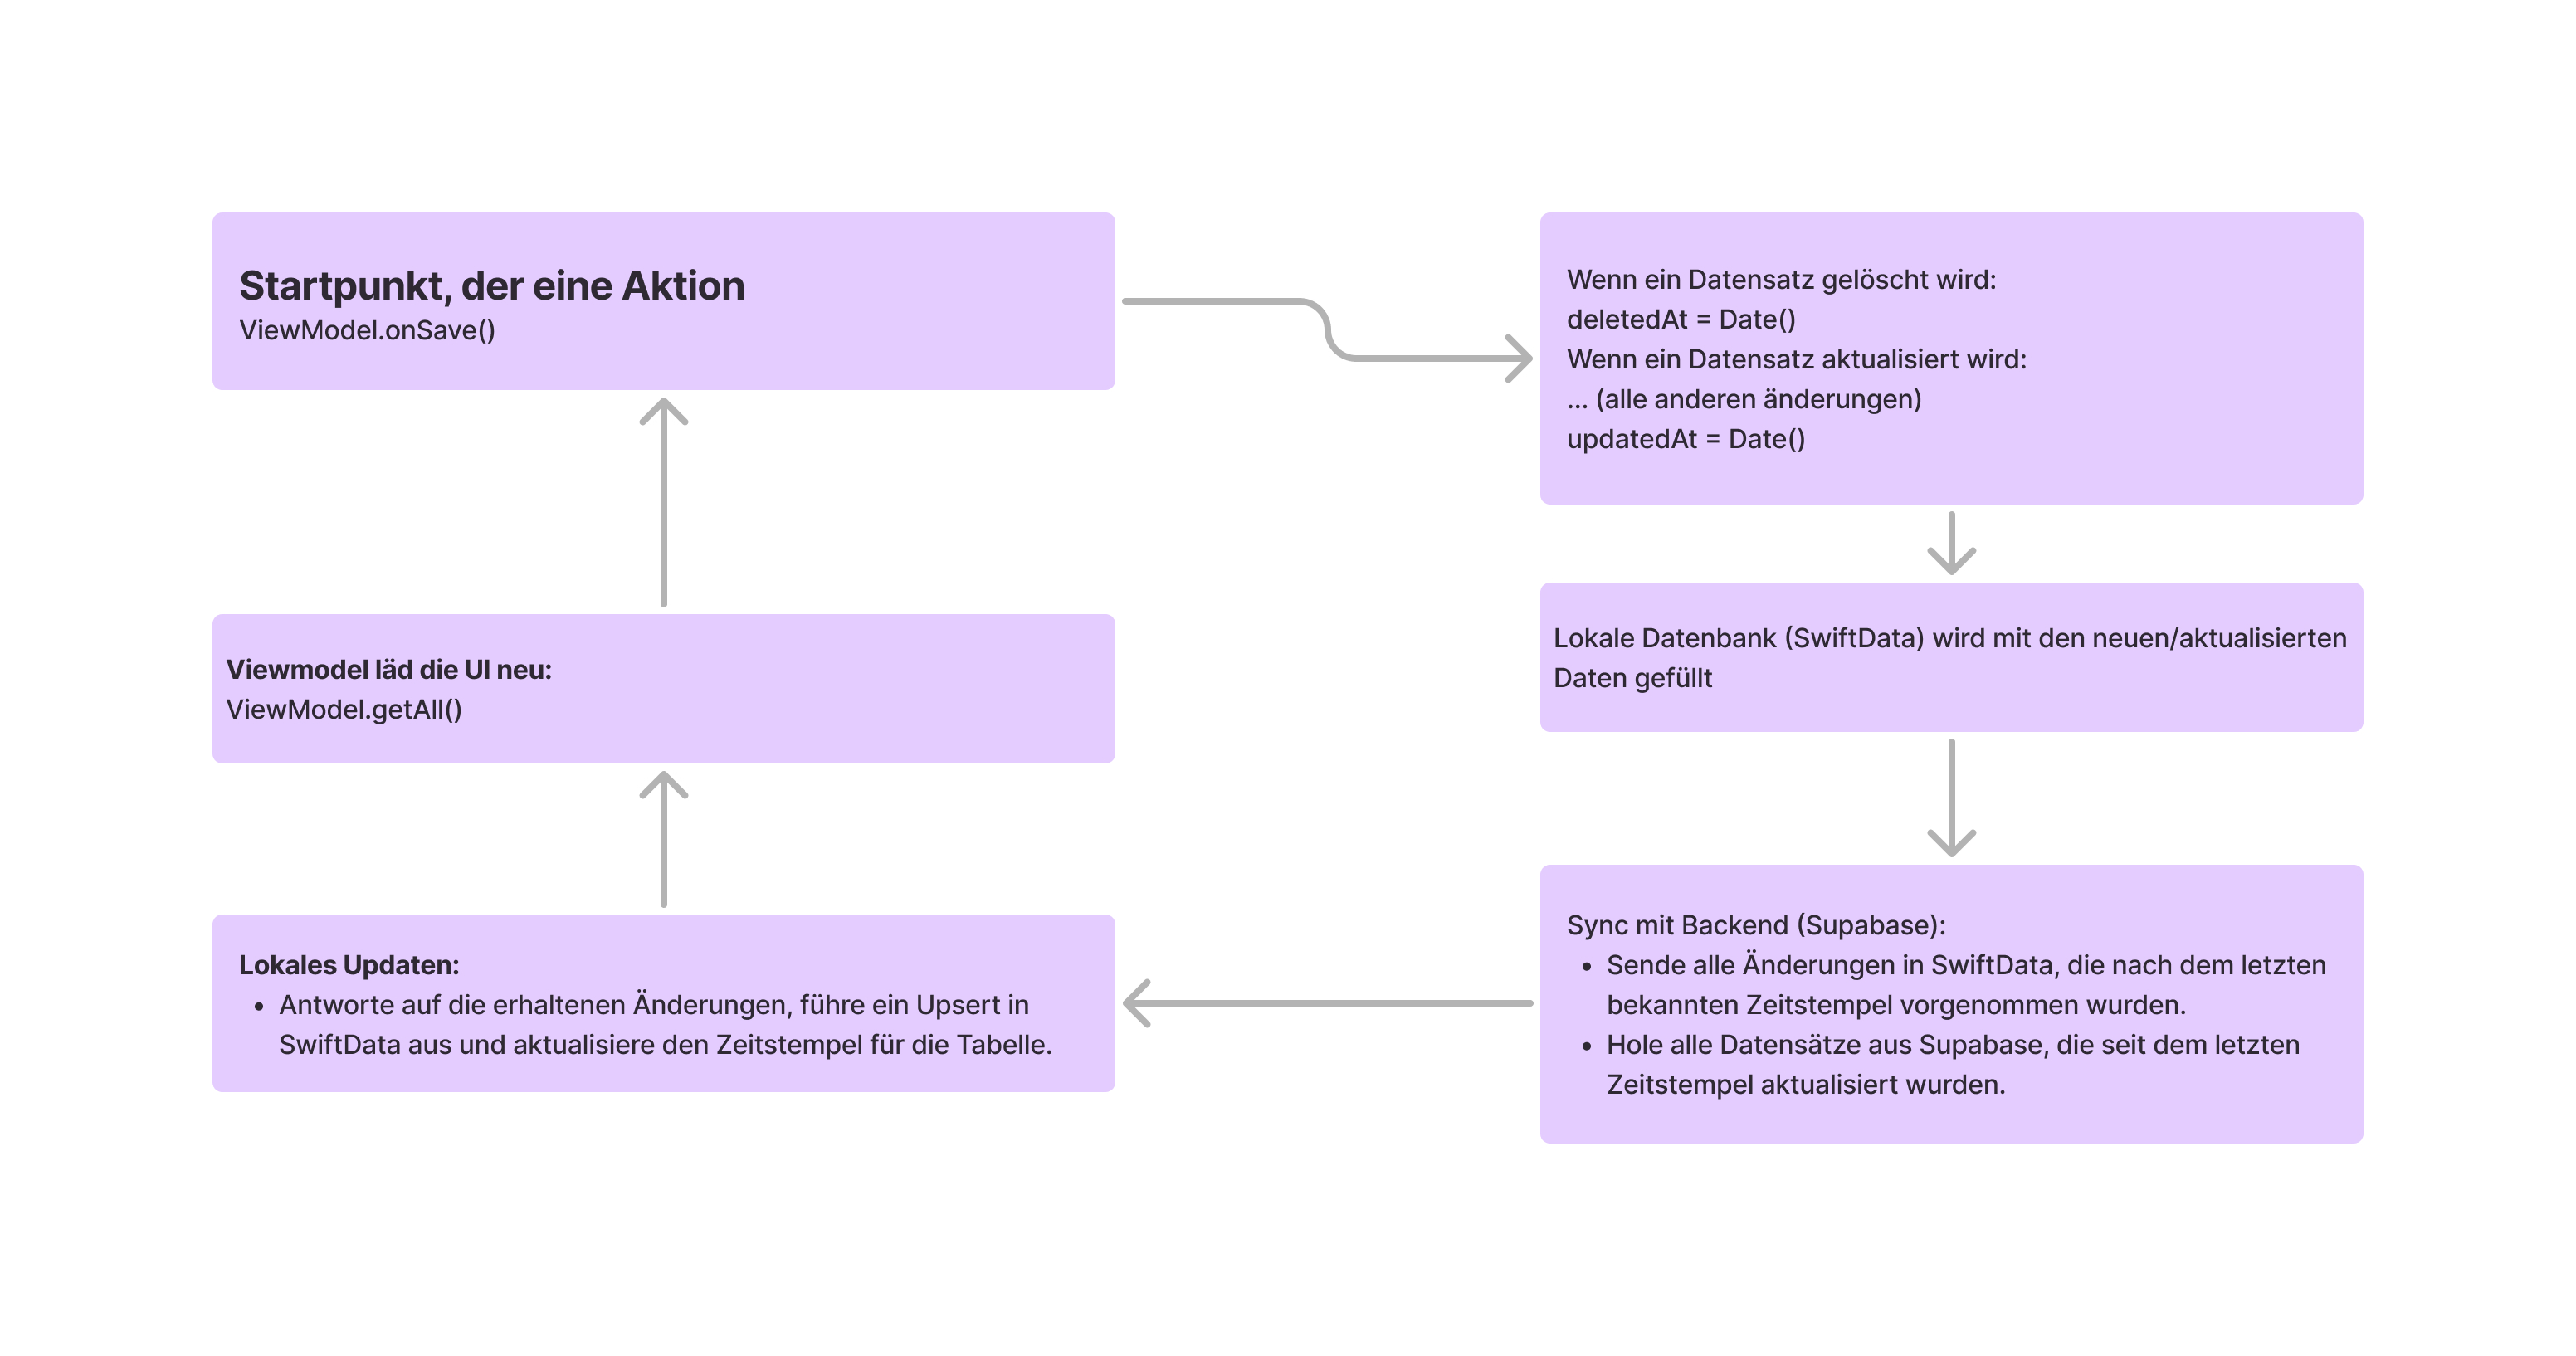 Startpunkt, der eine Aktion
ViewModel.onSave()
Wenn ein Datensatz gelöscht wird:
deletedAt = Date()
Wenn ein Datensatz aktualisiert wird:
... (alle anderen änderungen)
updatedAt = Date()
Lokale Datenbank (SwiftData) wird mit den neuen/aktualisierten
Daten gefüllt
Sync mit Backend (Supabase):
• Sende alle Änderungen in SwiftData, die nach dem letzten
bekannten Zeitstempel vorgenommen wurden.
• Hole alle Datensätze aus Supabase, die seit dem letzten
Zeitstempel aktualisiert wurden.
Lokales Updaten:
• Antworte auf die erhaltenen Änderungen, führe ein Upsert in
SwiftData aus und aktualisiere den Zeitstempel für die Tabelle.
Viewmodel läd die UI neu:
ViewModel.getAll()